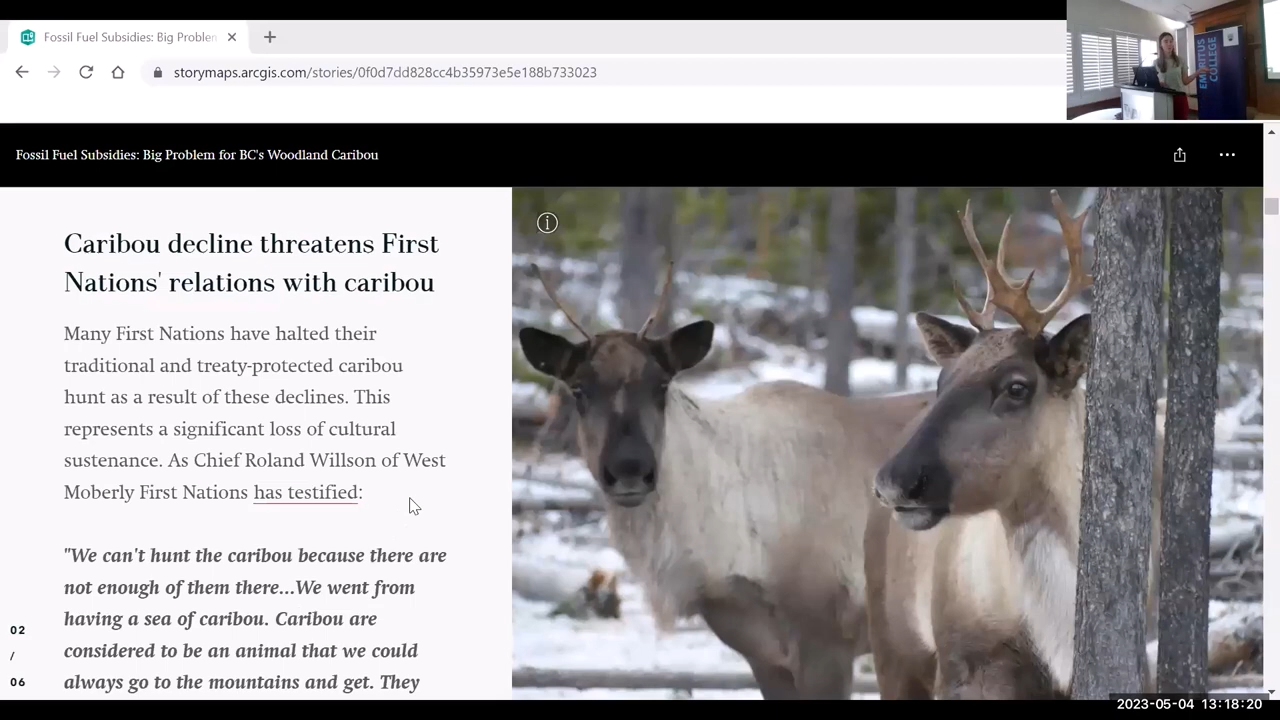 Fossil Fuel Subsidies: Big Problem
storymaps.arcgis.com/stories/
Fossil Fuel Subsidies: Big Problem for BC's Woodland Caribou
EMERITUS
COLLEGE
Caribou decline threatens First
Nations' relations with caribou
Many First Nations have halted their
traditional and treaty-protected caribou
hunt as a result of these declines. This
represents a significant loss of cultural
sustenance. As Chief Roland Willson of West
Moberly First Nations has testified:
"We can't hunt the caribou because there are
not enough of them there...We went from
having a sea of caribou. Caribou are
considered to be an animal that we could
always go to the mountains and get. They
02
/
06
2023-05-04 13:18:20